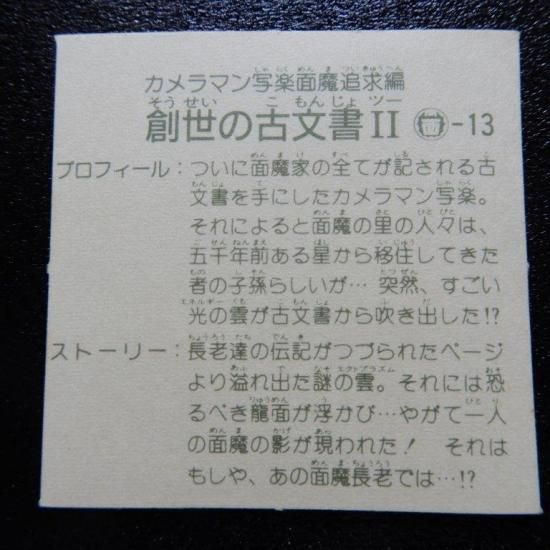 カメラマン写楽面魔追求編
創世の古文書II -13
プロフィール：ついに面魔家の全てが記される古
文書を手にしたカメラマン写楽。
それによると面魔の里の人々は、
五千年前ある星から移住してきた
者の子孫らしいが…突然、すごい
光の雲が古文書から吹き出した!?
ストーリー：長老達の伝記がつづられたページ
より溢れ出た謎の雲。それには恐
るべき龍面が浮かび…やがて一人
の面魔の影が現われた！ それは
もしや、あの面魔長老では…!?